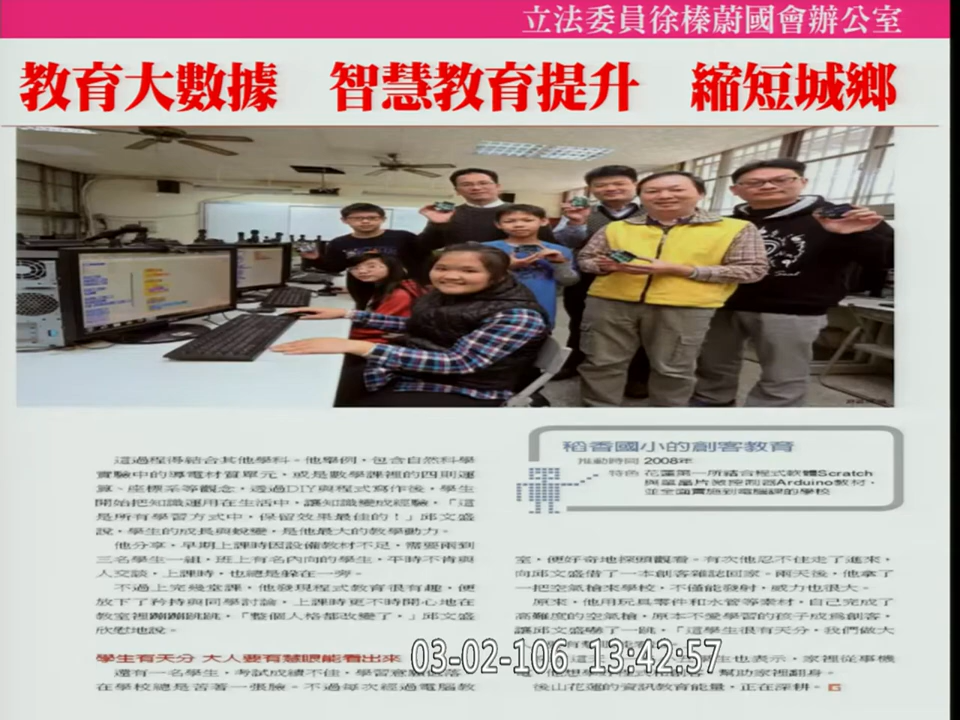 立法委員徐榛蔚國會辦公室
教育大數據 智慧教育提升 縮短城鄉
稻香國小的創客教育
推動時間 2008年
特色 花蓮第一所結合程式軟體Scratch
與單晶片微控制器Arduino教材，
並全面實施到電腦課的學校
這過程得結合其他學科。他舉例，包含自然科學
實驗中的導電材質單元，或是數學課裡的四則運
算、座標系等觀念，透過DIY與程式寫作後，學生
開始把知識運用在生活中，讓知識變成經驗，「這
是所有學習方式中，保留效果最佳的！」邱文盛
說，學生的成長與蛻變，是他最大的教學動力。
他分享，早期上課時因設備教材不足，需要兩到
三名學生一組，班上有名內向的學生，平時不肯與
人交談，上課時，也總是躲在一旁。
不過上完幾堂課，他發現程式教育很有趣，便
放下了矜持與同學討論，上課時更不時開心地在
教室裡蹦蹦跳跳，「整個人格都改變了，」邱文盛
欣慰地說。
學生有天分 大人要有慧眼能看出來
還有一名學生，考試成績不佳，學習意願低落，
在學校總是苦著一張臉。不過每次經過電腦教
室，便好奇地探頭觀看。有次他忍不住走了進來，
向邱文盛借了一本創客雜誌回家。兩天後，他拿了
一把空氣槍來學校，不僅能發射，威力也很大。
原來，他用玩具零件和水管等素材，自己完成了
高難度的空氣槍，原本不愛學習的孩子成為創客，
讓邱文盛嚇了一跳，「這學生很有天分，我們做大
生也表示，家裡從事機
幫助家裡翻身。
後山花蓮的資訊教育能量，正在深耕。
03-02-106 13:42:57